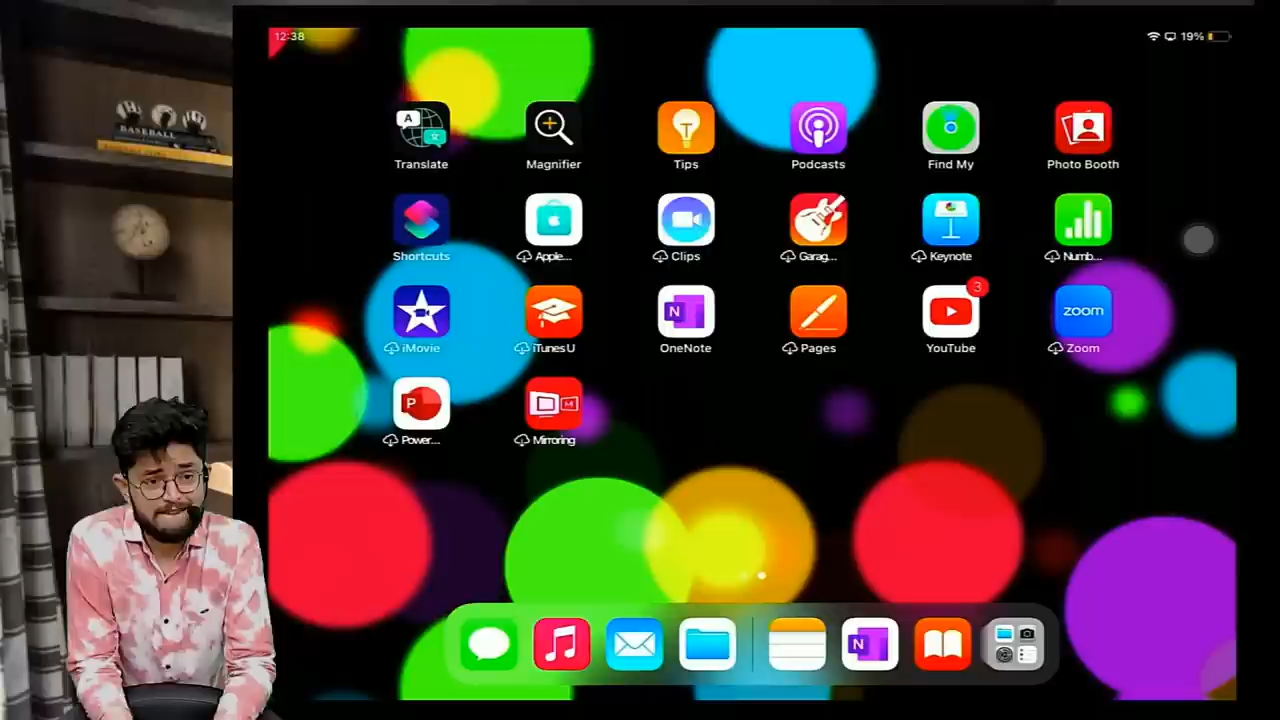 12:38
19%
BASEBALL
A
Translate
Magnifier
Tips
Podcasts
Find My
Photo Booth
Shortcuts
Apple...
Clips
Garag...
Keynote
Numb...
3
N
zoom
iMovie
iTunes U
OneNote
Pages
YouTube
Zoom
P
M
Power...
Mirroring
N